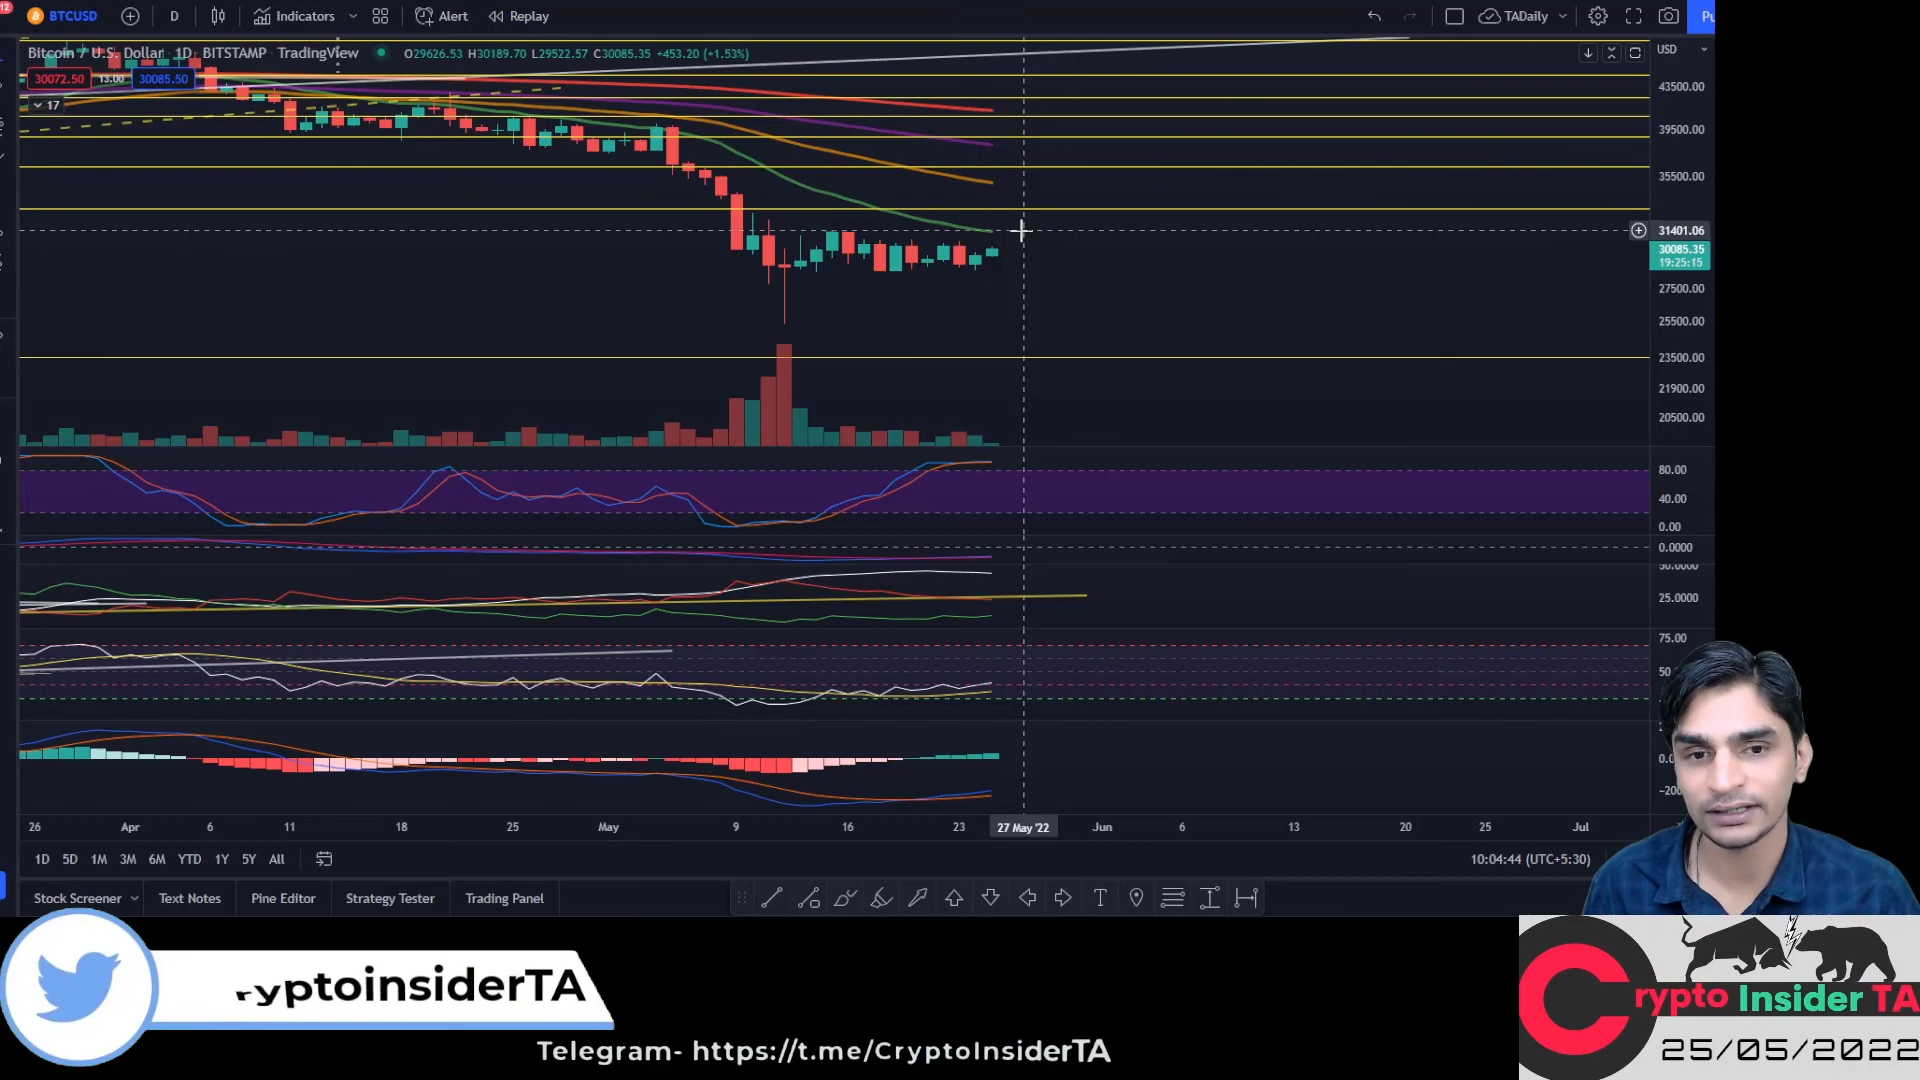 12
BTCUSD
D
Indicators
Alert
Replay
TADaily
Pu
Bitcoin / U.S. Dollar 1D BITSTAMP TradingView O29626.53 H30189.70 L29522.57 C30085.35 +453.20 (+1.53%)
USD
30072.50 13.00 30085.50
17
43500.00
39500.00
35500.00
31401.06
30085.35
19:25:15
27500.00
25500.00
23500.00
21900.00
20500.00
80.00
40.00
0.00
0.0000
50.0000
25.0000
75.00
26 Apr 6 11 18 25 May 9 16 23 27 May '22 Jun 6 13 20 25 Jul
1D 5D 1M 3M 6M YTD 1Y 5Y All
10:04:44 (UTC+5:30)
Stock Screener Text Notes Pine Editor Strategy Tester Trading Panel
T
ryptoinsiderTA
Telegram- https://t.me/CryptoInsiderTA
Crypto Insider TA
25/05/2022